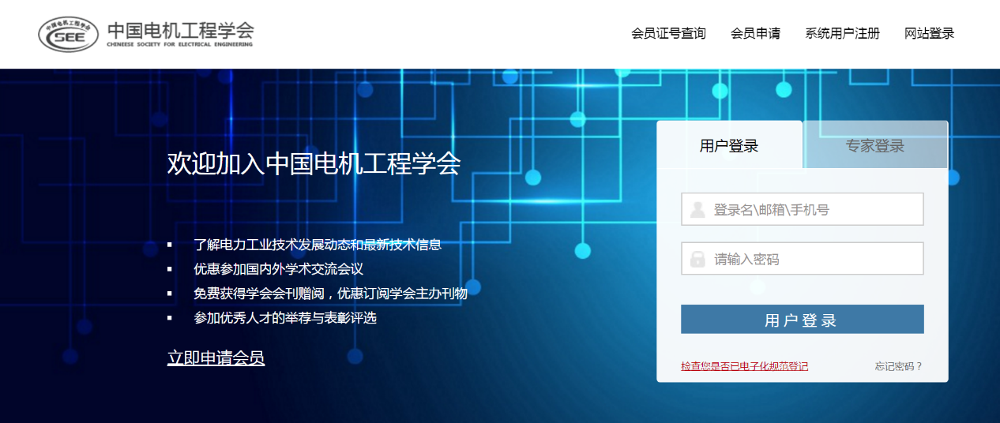 中国电机工程学会
CSEE
中国电机工程学会
CHINESE SOCIETY FOR ELECTRICAL ENGINEERING
会员证号查询 会员申请 系统用户注册 网站登录
欢迎加入中国电机工程学会
了解电力工业技术发展动态和最新技术信息
优惠参加国内外学术交流会议
免费获得学会会刊赠阅，优惠订阅学会主办刊物
参加优秀人才的举荐与表彰评选
立即申请会员
用户登录 专家登录
登录名\邮箱\手机号
请输入密码
用户登录
检查您是否已电子化规范登记 忘记密码？